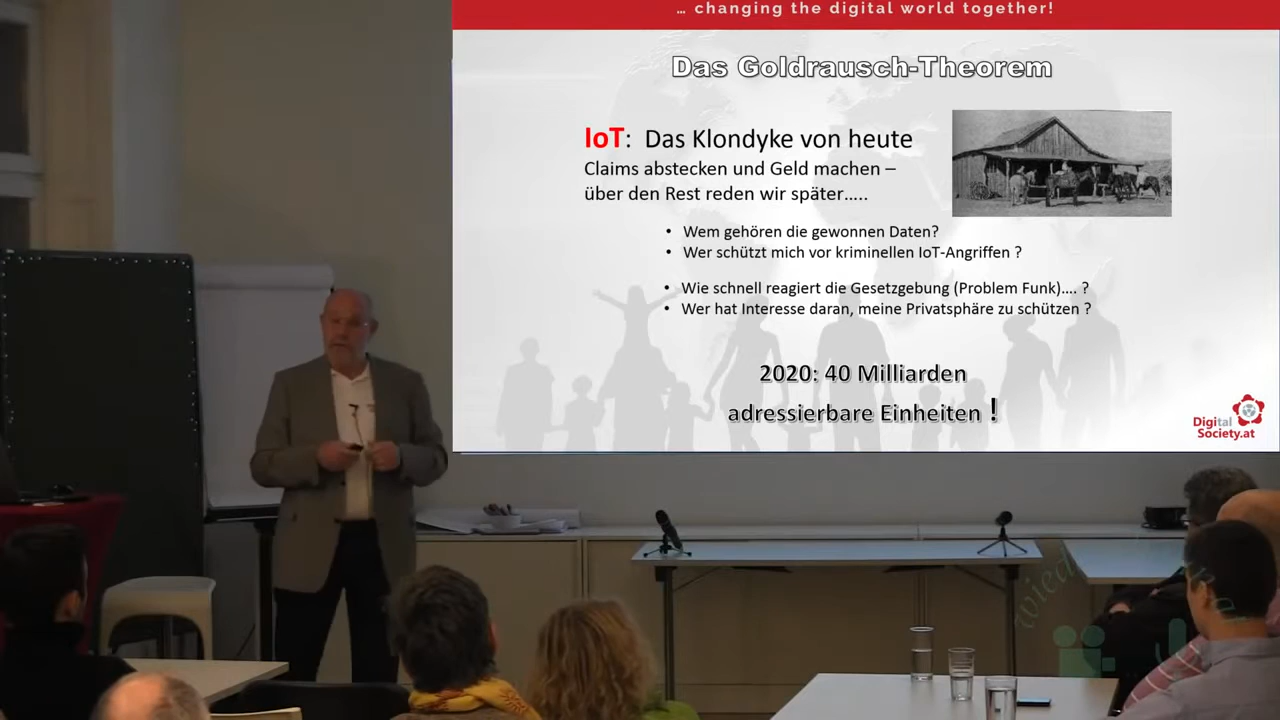 … changing the digital world together!
Das Goldrausch-Theorem
IoT: Das Klondyke von heute
Claims abstecken und Geld machen –
über den Rest reden wir später…..
• Wem gehören die gewonnen Daten?
• Wer schützt mich vor kriminellen IoT-Angriffen ?
• Wie schnell reagiert die Gesetzgebung (Problem Funk)…. ?
• Wer hat Interesse daran, meine Privatsphäre zu schützen ?
2020: 40 Milliarden
adressierbare Einheiten !
Digital
Society.at